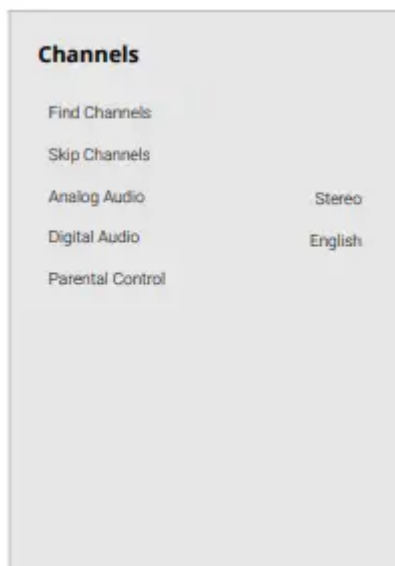 Channels
Find Channels
Skip Channels
Analog Audio Stereo
Digital Audio English
Parental Control